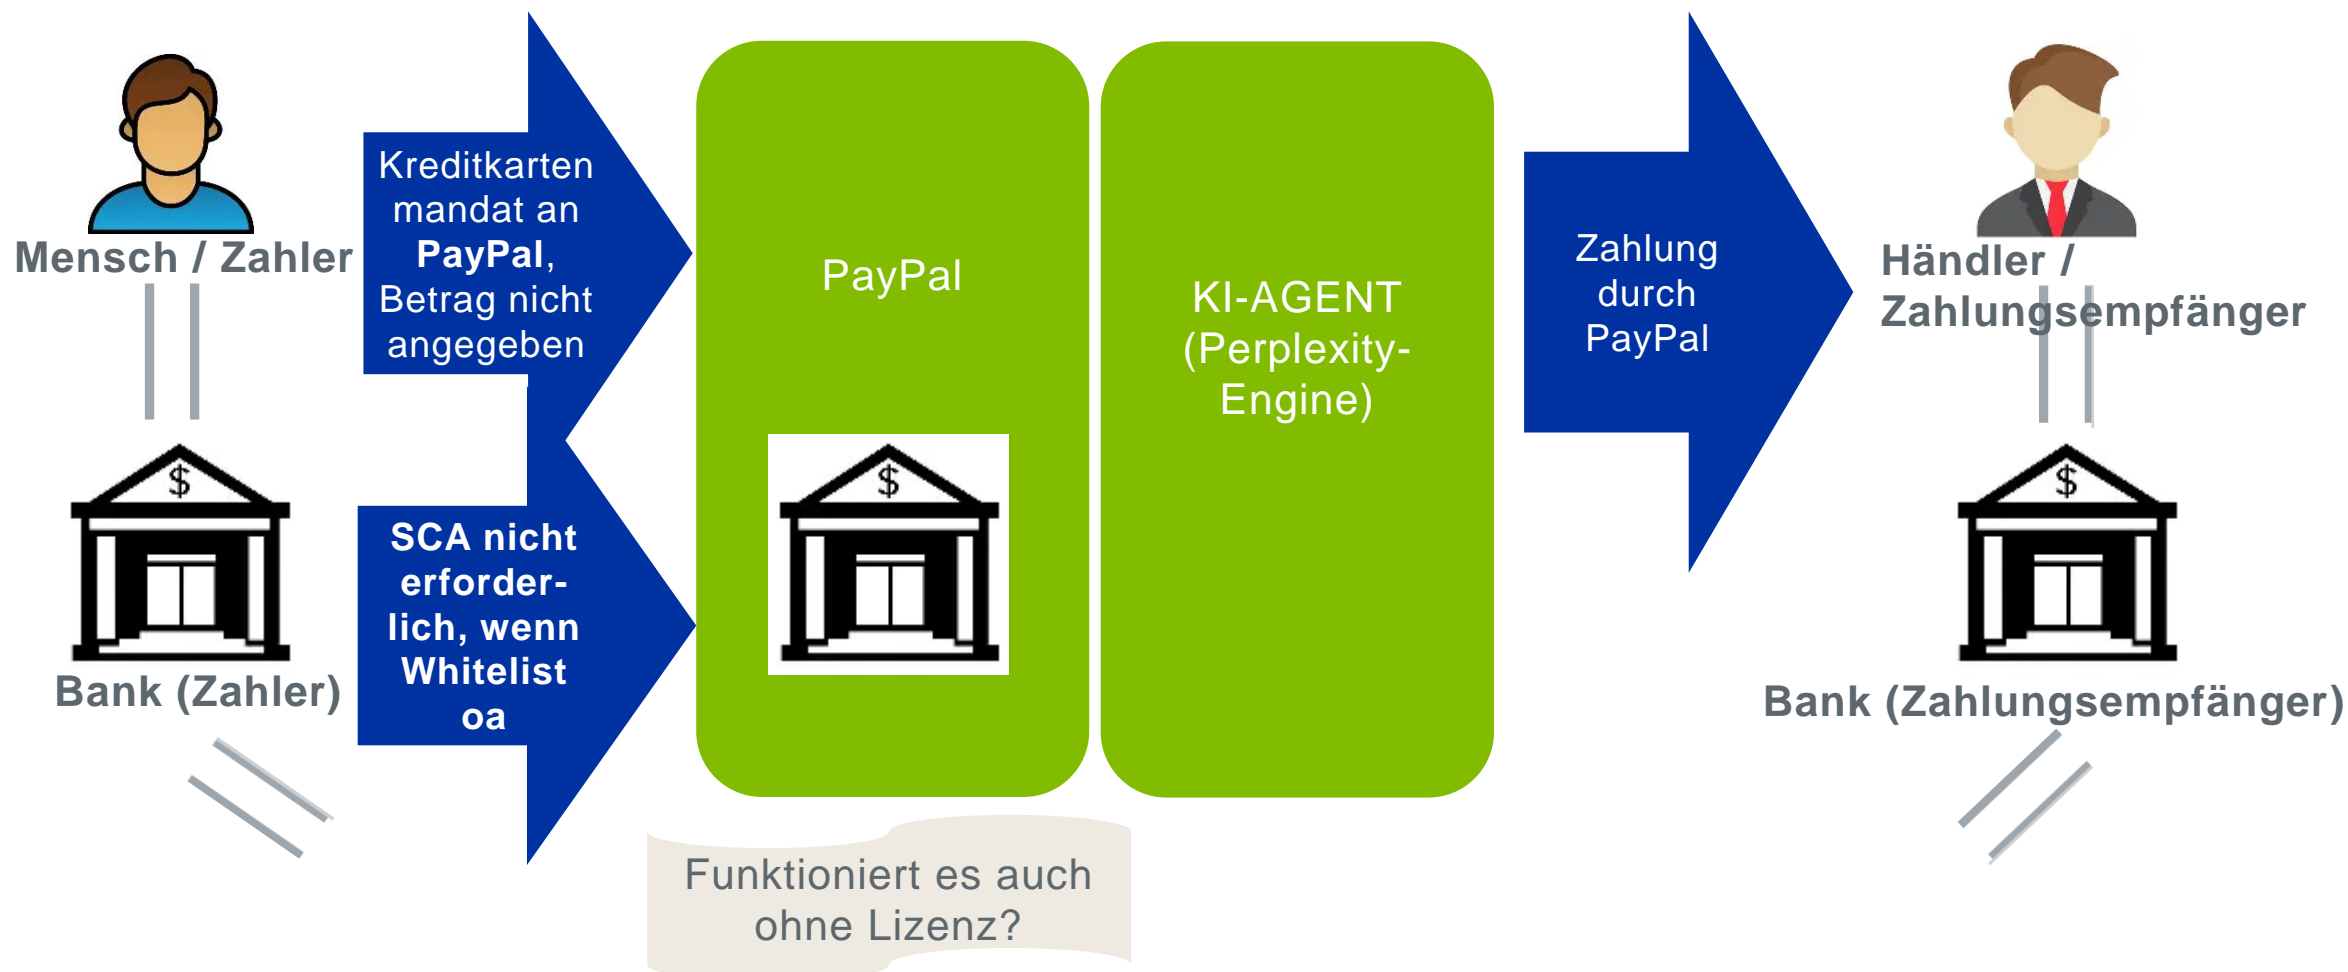 Mensch / Zahler
Kreditkarten
mandat an
PayPal,
Betrag nicht
angegeben
PayPal
KI-AGENT
(Perplexity-
Engine)
Zahlung
durch
PayPal
Händler /
Zahlungsempfänger
$
Bank (Zahler)
SCA nicht
erforder-
lich, wenn
Whitelist
oa
$
$
Bank (Zahlungsempfänger)
Funktioniert es auch
ohne Lizenz?